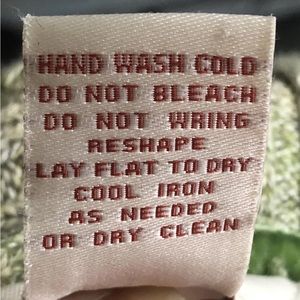 HAND WASH COLD
DO NOT BLEACH
DO NOT WRING
RESHAPE
LAY FLAT TO DRY
COOL IRON
AS NEEDED
OR DRY CLEAN